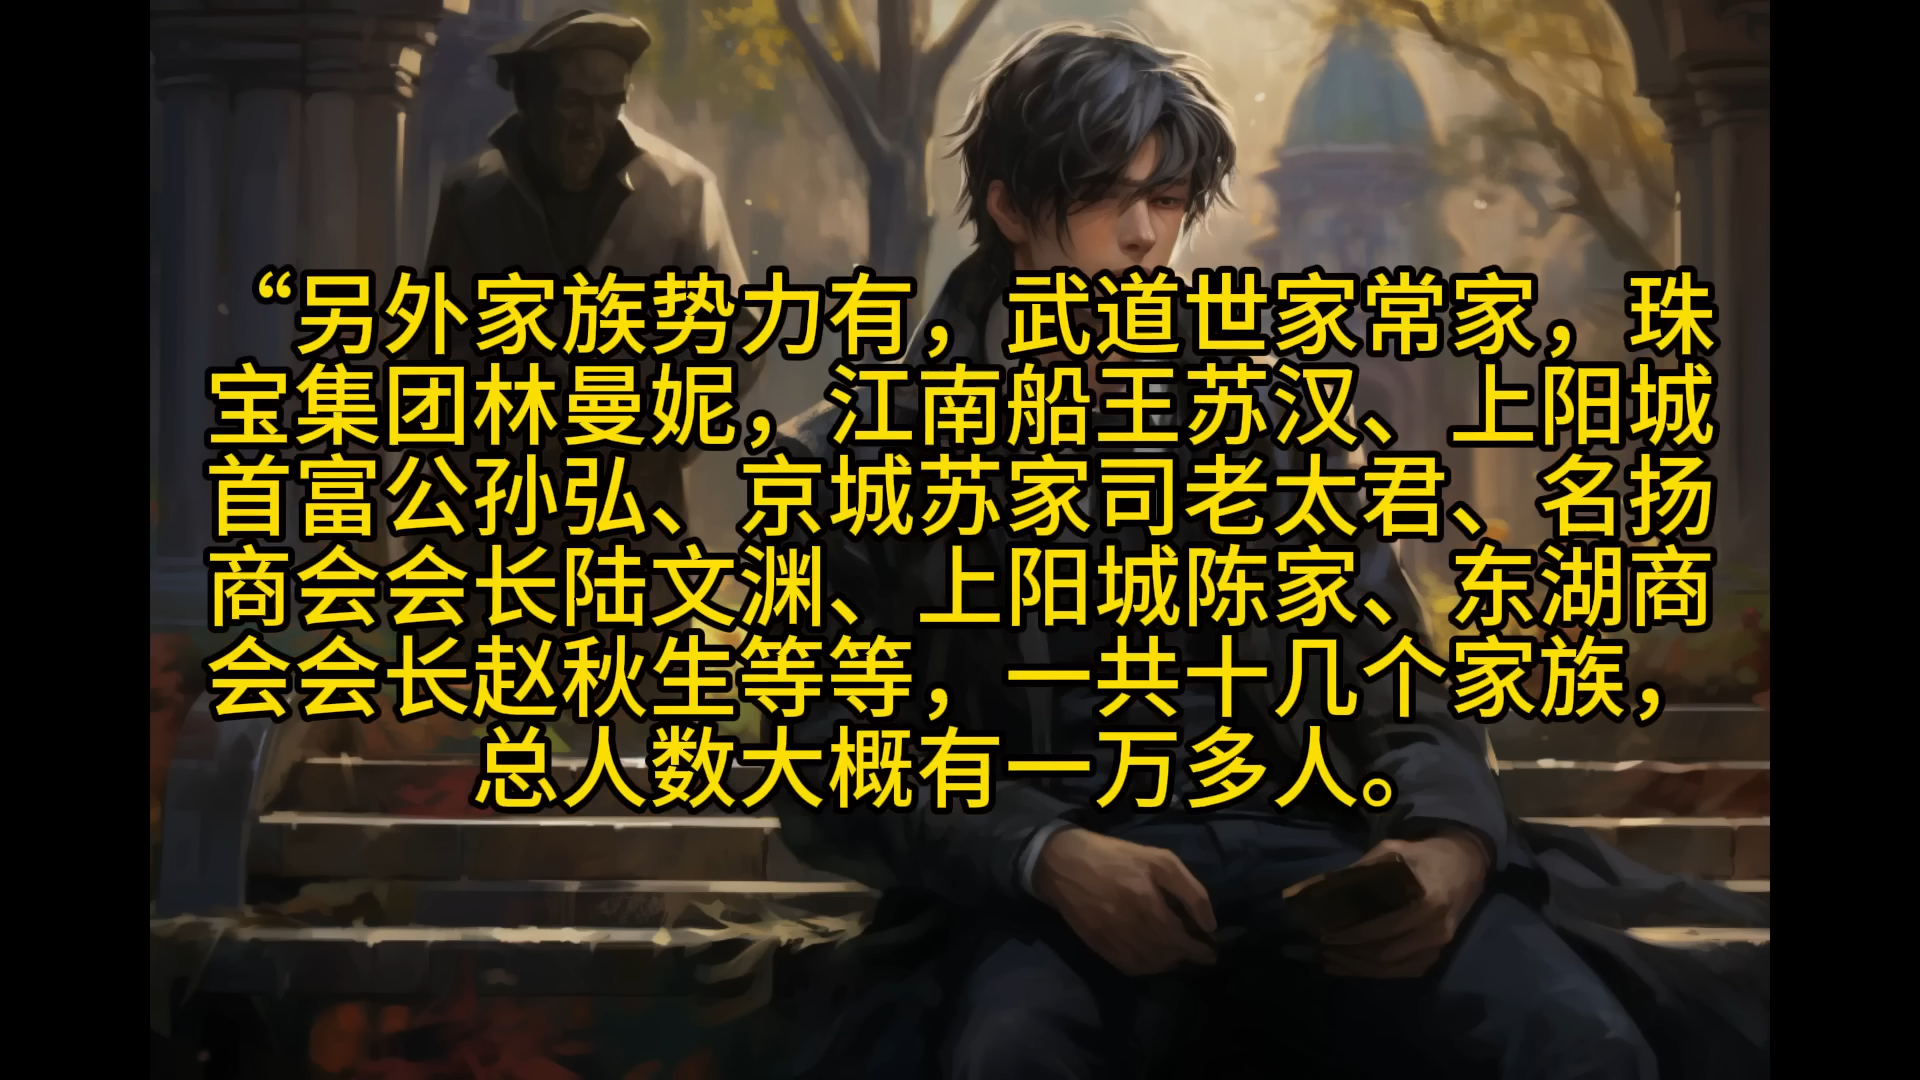 “另外家族势力有，武道世家常家，珠
宝集团林曼妮，江南船王苏汉、上阳城
首富公孙弘、京城苏家司老太君、名扬
商会会长陆文渊、上阳城陈家、东湖商
会会长赵秋生等等，一共十几个家族，
总人数大概有一万多人。